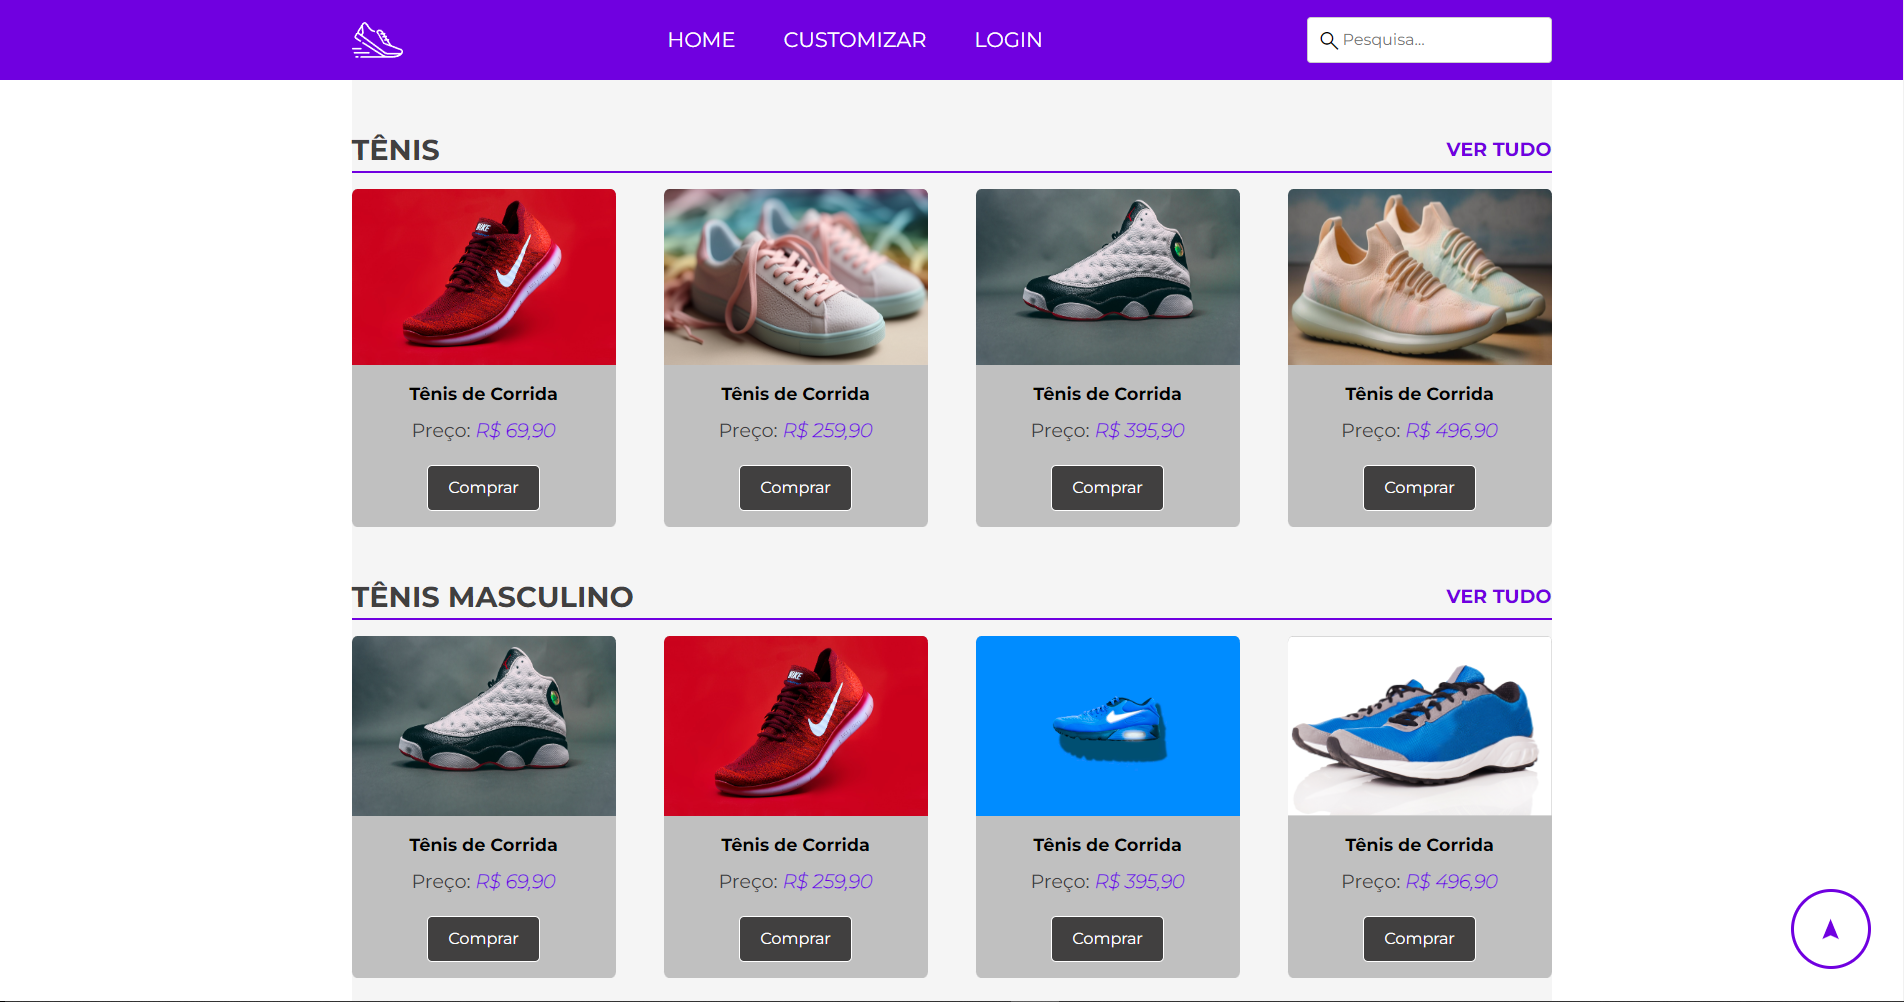 HOME CUSTOMIZAR LOGIN Pesquisa...
TÊNIS VER TUDO
Tênis de Corrida Tênis de Corrida Tênis de Corrida Tênis de Corrida
Preço: R$ 69,90 Preço: R$ 259,90 Preço: R$ 395,90 Preço: R$ 496,90
Comprar Comprar Comprar Comprar
TÊNIS MASCULINO VER TUDO
Tênis de Corrida Tênis de Corrida Tênis de Corrida Tênis de Corrida
Preço: R$ 69,90 Preço: R$ 259,90 Preço: R$ 395,90 Preço: R$ 496,90
Comprar Comprar Comprar Comprar